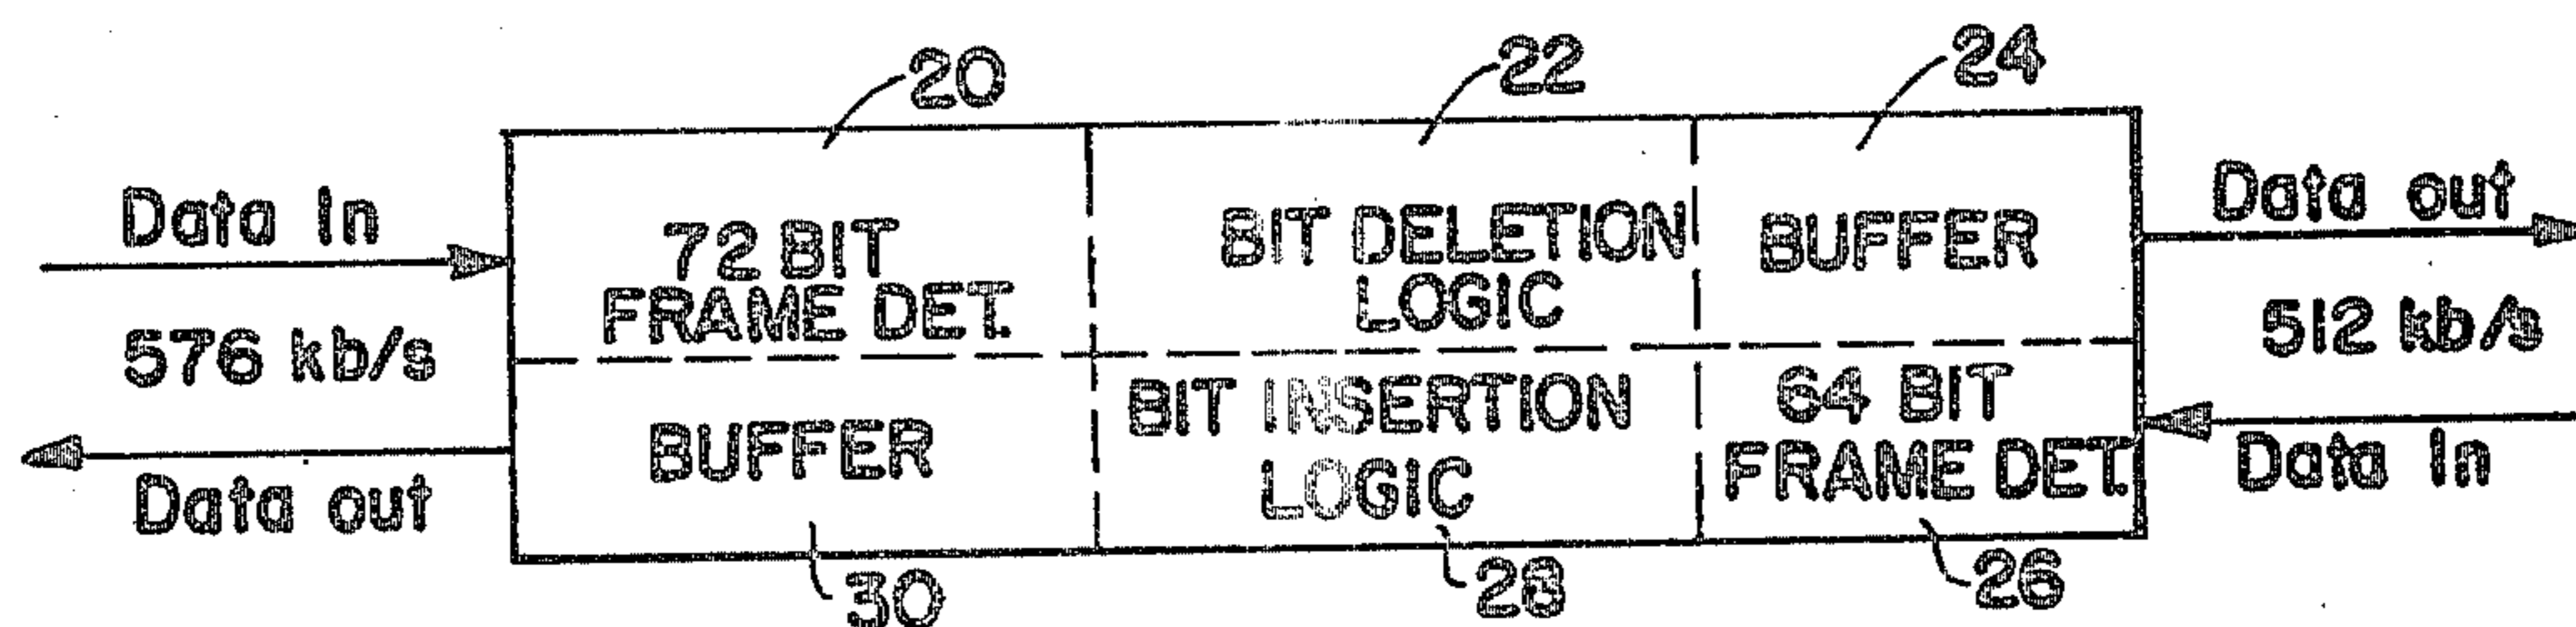 20
22
24
Data In
576 kb/s
Data out
72 BIT
FRAME DET.
BIT DELETION
LOGIC
BUFFER
BUFFER
BIT INSERTION
LOGIC
64 BIT
FRAME DET.
Data out
512 kb/s
Data In
30
28
26